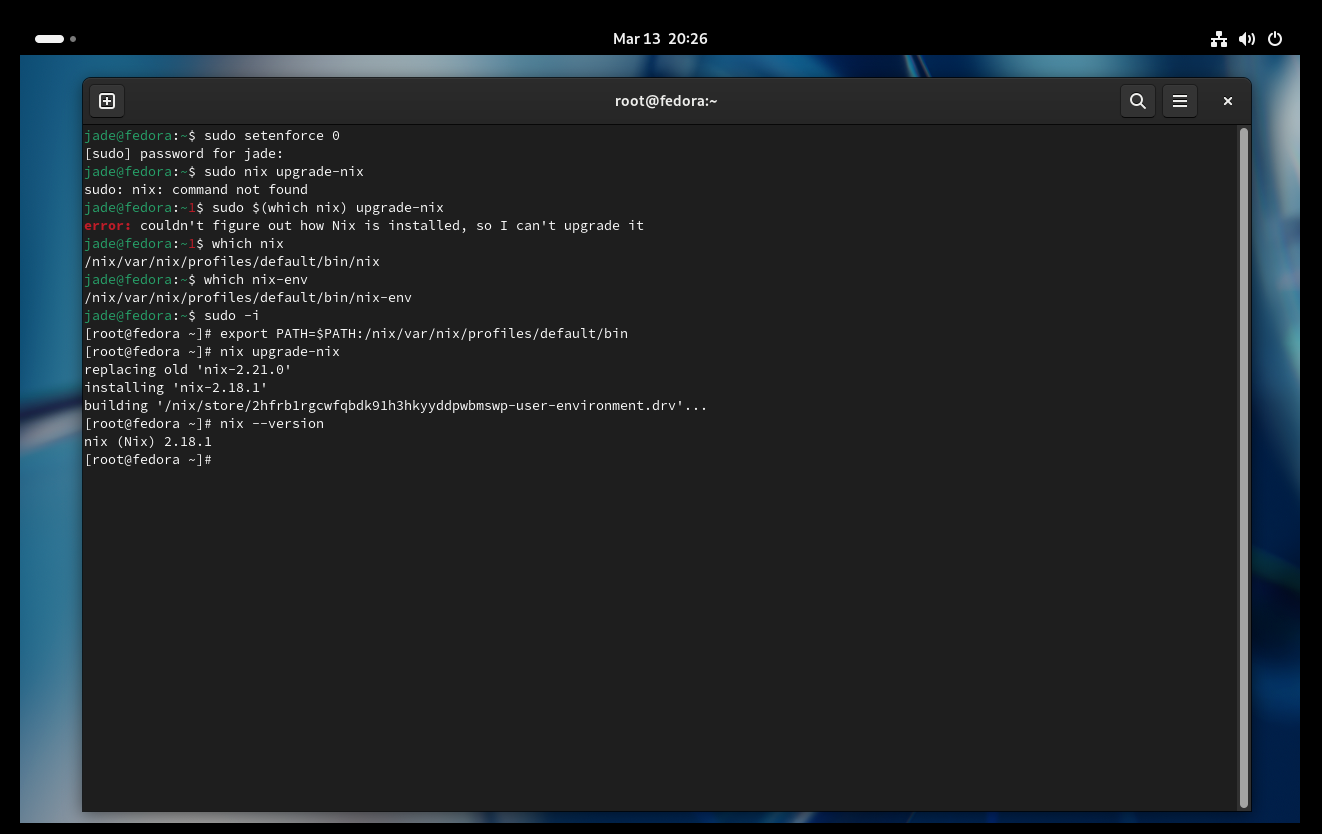 Mar 13 20:26
root@fedora:~
jade@fedora:~$ sudo setenforce 0
[sudo] password for jade:
jade@fedora:~$ sudo nix upgrade-nix
sudo: nix: command not found
jade@fedora:~1$ sudo $(which nix) upgrade-nix
error: couldn't figure out how Nix is installed, so I can't upgrade it
jade@fedora:~1$ which nix
/nix/var/nix/profiles/default/bin/nix
jade@fedora:~$ which nix-env
/nix/var/nix/profiles/default/bin/nix-env
jade@fedora:~$ sudo -i
[root@fedora ~]# export PATH=$PATH:/nix/var/nix/profiles/default/bin
[root@fedora ~]# nix upgrade-nix
replacing old 'nix-2.21.0'
installing 'nix-2.18.1'
building '/nix/store/2hfrb1rgcwfqbdk91h3hkyyddpwbmswp-user-environment.drv'...
[root@fedora ~]# nix --version
nix (Nix) 2.18.1
[root@fedora ~]#